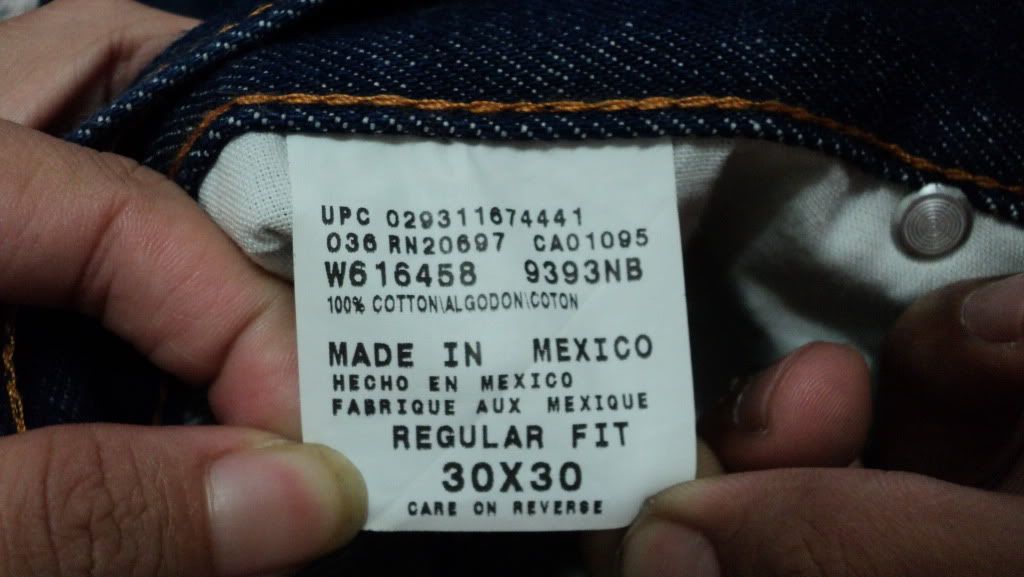 UPC 029311674441
036 RN20697 CA01095
W616458 9393NB
100% COTTON\ALGODON\COTON
MADE IN MEXICO
HECHO EN MEXICO
FABRIQUE AUX MEXIQUE
REGULAR FIT
30X30
CARE ON REVERSE